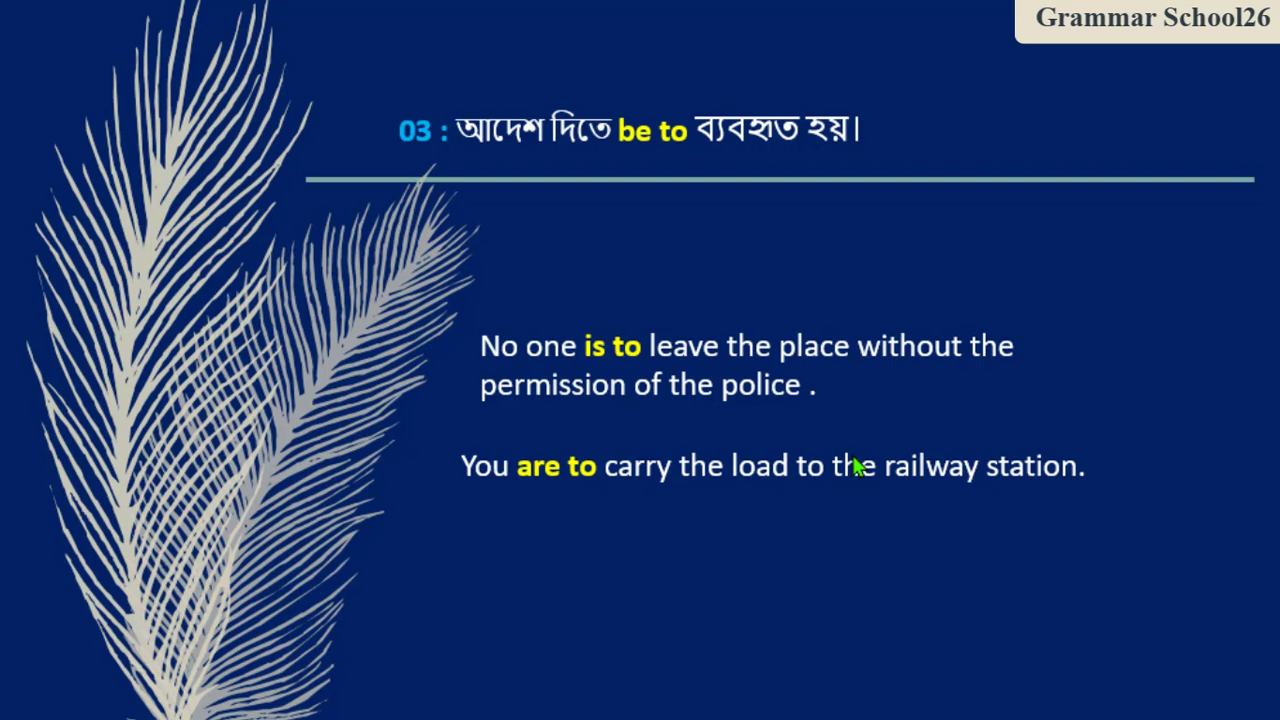 Grammar School26
03 : আদেশ দিতে be to ব্যবহৃত হয়।
No one is to leave the place without the
permission of the police .
You are to carry the load to the railway station.